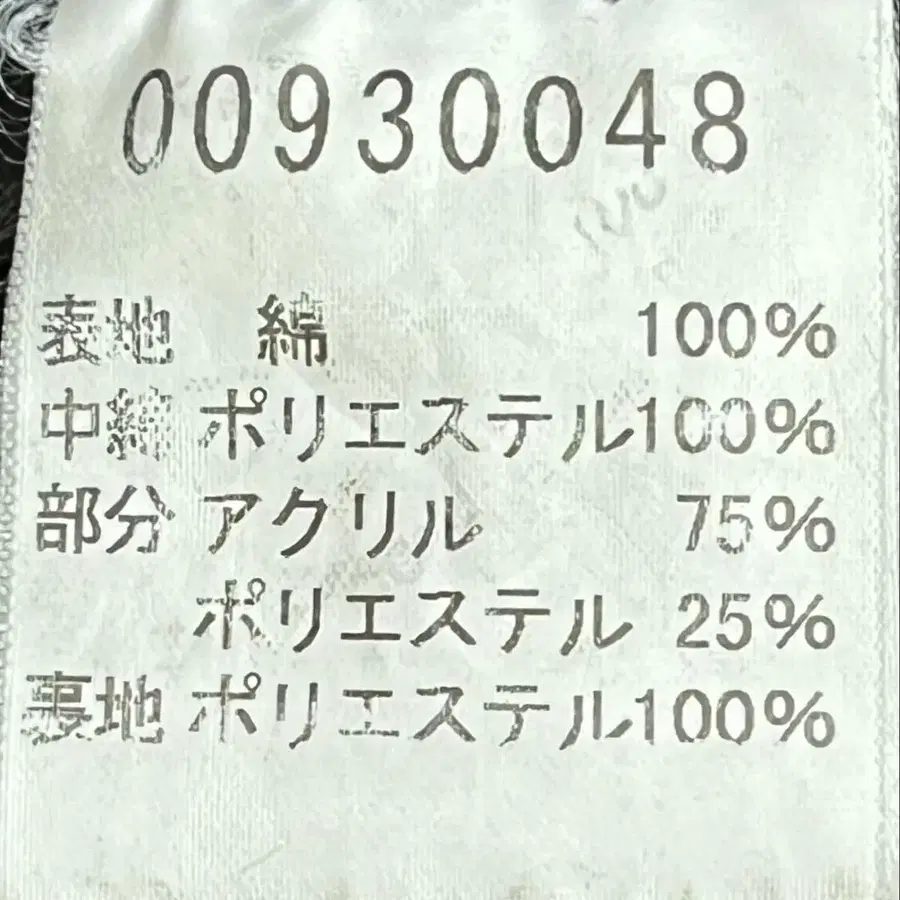 00930048
表地 綿 100%
中綿 ポリエステル100%
部分 アクリル 75%
ポリエステル 25%
裏地 ポリエステル100%